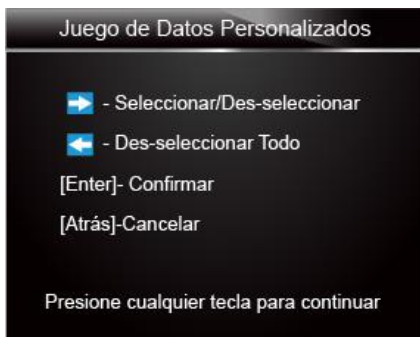 Juego de Datos Personalizados
- Seleccionar/Des-seleccionar
- Des-seleccionar Todo
[Enter]- Confirmar
[Atrás]-Cancelar
Presione cualquier tecla para continuar